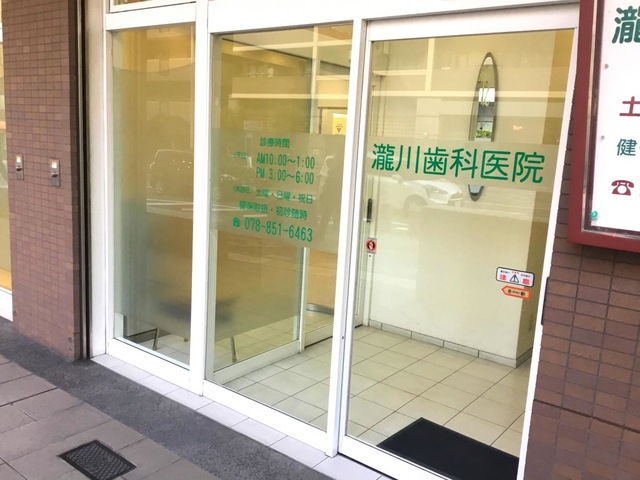 診療時間
AM10:00〜1:00
PM 3:00〜6:00
土曜・日曜・祝日
☎ 078-851-6463
瀧川歯科医院
注意
瀧
土
健
☎